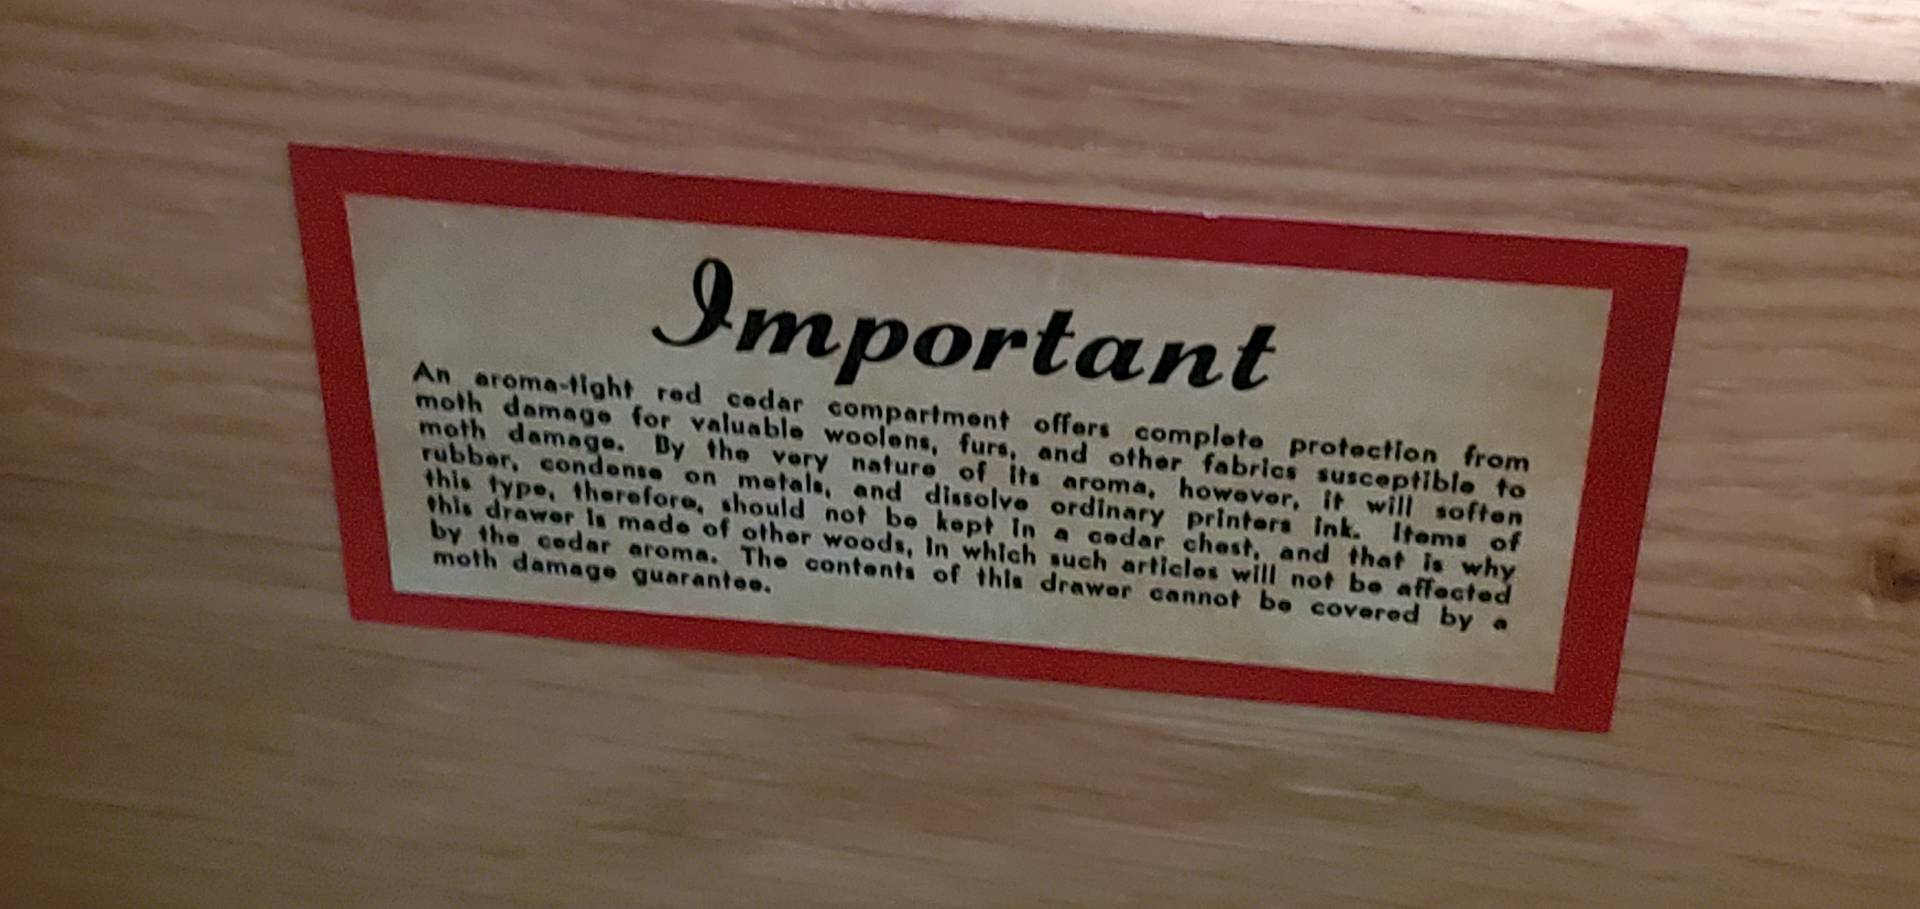 Important
An aroma-tight red cedar compartment offers complete protection from
moth damage for valuable woolens, furs, and other fabrics susceptible to
moth damage. By the very nature of its aroma, however, it will soften
rubber, condense on metals, and dissolve ordinary printers ink. Items of
this type, therefore, should not be kept in a cedar chest, and that is why
this drawer is made of other woods, in which such articles will not be affected
by the cedar aroma. The contents of this drawer cannot be covered by a
moth damage guarantee.